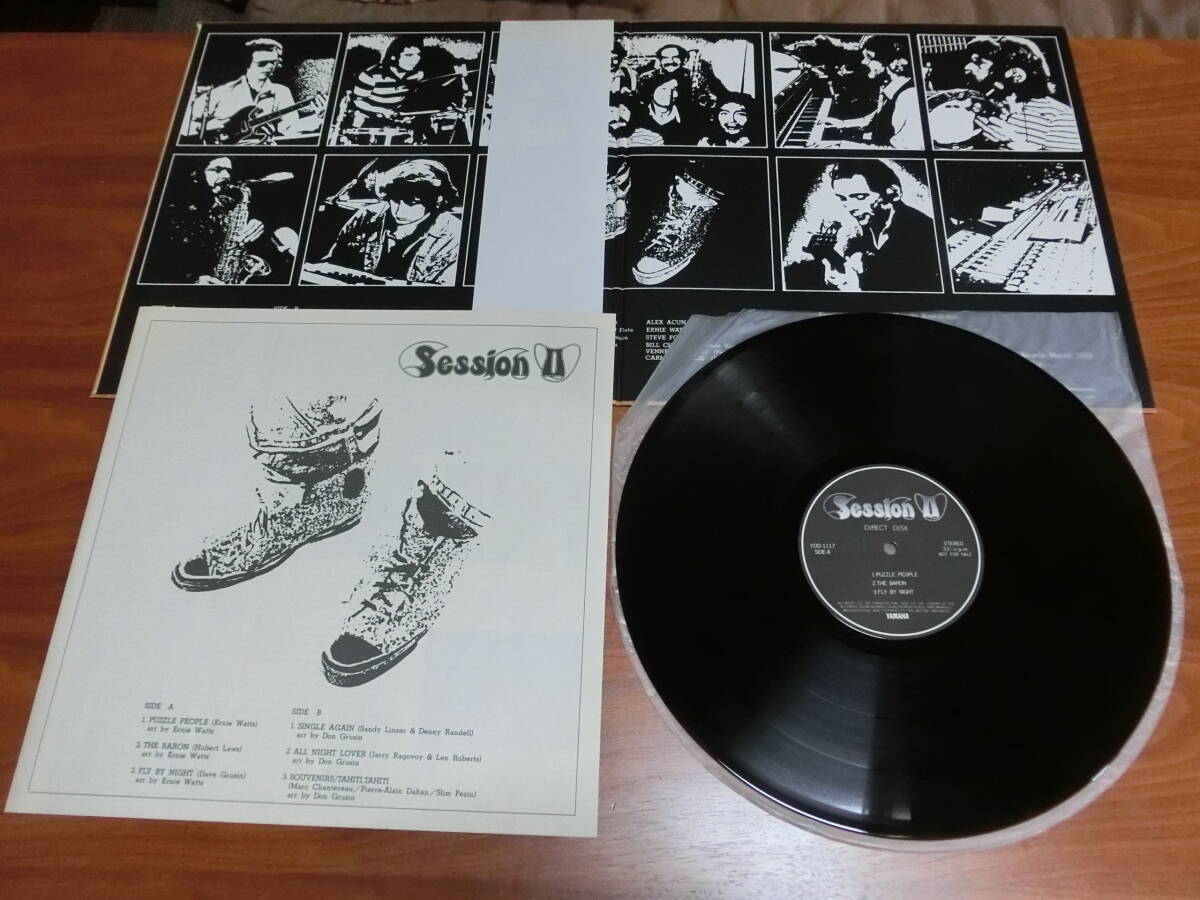 SIDE B
Flute
ALEX ACUN
ERNIE WAT
STEVE FO
BILL CH
VENNE
CARM
Session II
SIDE A
1. PUZZLE PEOPLE (Ernie Watts)
arr by Ernie Watts
2. THE BARON (Hubert Laws)
arr by Ernie Watts
3. FLY BY NIGHT (Dave Grusin)
arr by Ernie Watts
SIDE B
1. SINGLE AGAIN (Sandy Linzer & Denny Randell)
arr by Don Grusin
2. ALL NIGHT LOVER (Jerry Ragovoy & Len Roberts)
arr by Don Grusin
3. SOUVENIRS/TAHITI,TAHITI
(Marc Chantereau/Pierre-Alain Dahan/Slim Pezin)
arr by Don Grusin
Session II
DIRECT DISK
YDD-1117
SIDE:A
STEREO
33⅓ r.p.m.
NOT FOR SALE
1.PUZZLE PEOPLE
2.THE BARON
3.FLY BY NIGHT
YAMAHA